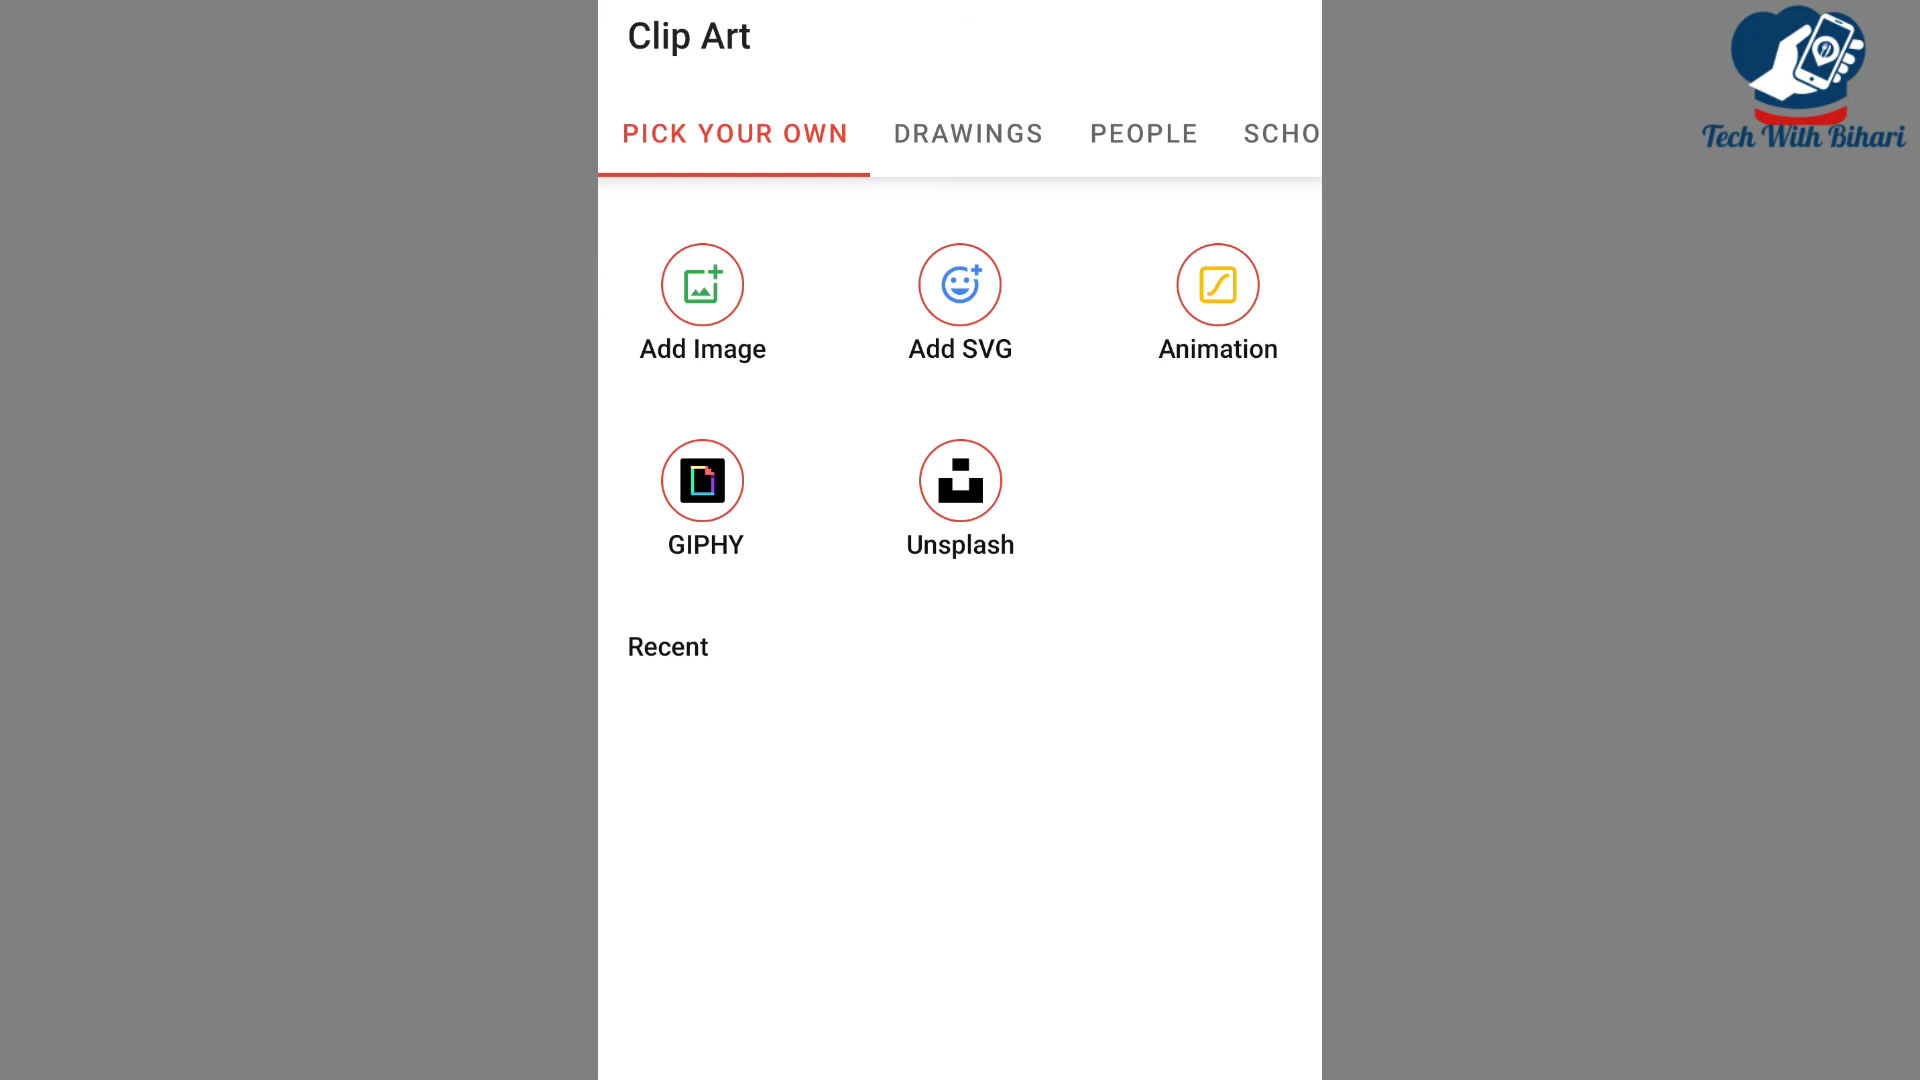 Clip Art
Tech With Bihari
PICK YOUR OWN DRAWINGS PEOPLE SCHO
Add Image Add SVG Animation
GIPHY Unsplash
Recent